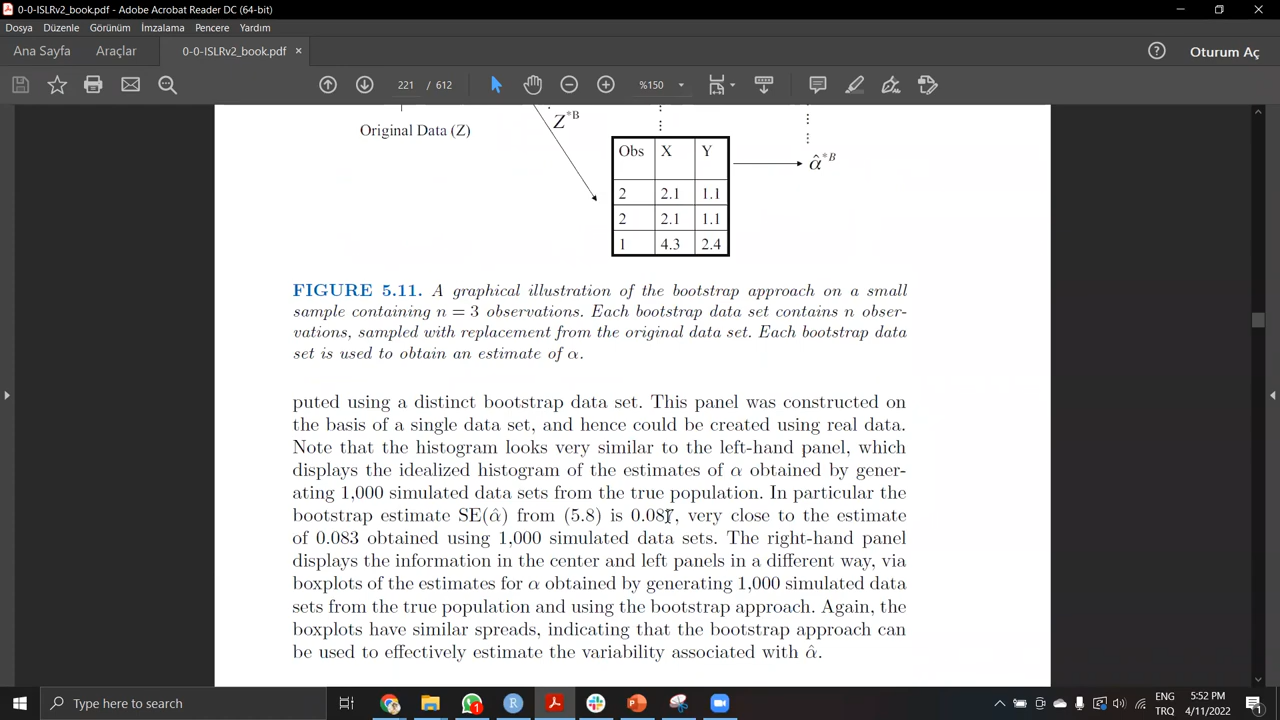 0-0-ISLRv2_book.pdf - Adobe Acrobat Reader DC (64-bit)
Dosya Düzenle Görünüm İmzalama Pencere Yardım
Ana Sayfa Araçlar 0-0-ISLRv2_book.pdf × Oturum Aç
221 / 612 %150
Original Data (Z)
Z*B
Obs X Y
α̂*B
2 2.1 1.1
2 2.1 1.1
1 4.3 2.4
FIGURE 5.11. A graphical illustration of the bootstrap approach on a small
sample containing n = 3 observations. Each bootstrap data set contains n obser-
vations, sampled with replacement from the original data set. Each bootstrap data
set is used to obtain an estimate of α.
puted using a distinct bootstrap data set. This panel was constructed on
the basis of a single data set, and hence could be created using real data.
Note that the histogram looks very similar to the left-hand panel, which
displays the idealized histogram of the estimates of α obtained by gener-
ating 1,000 simulated data sets from the true population. In particular the
bootstrap estimate SE(α̂) from (5.8) is 0.087, very close to the estimate
of 0.083 obtained using 1,000 simulated data sets. The right-hand panel
displays the information in the center and left panels in a different way, via
boxplots of the estimates for α obtained by generating 1,000 simulated data
sets from the true population and using the bootstrap approach. Again, the
boxplots have similar spreads, indicating that the bootstrap approach can
be used to effectively estimate the variability associated with α̂.
Type here to search
ENG 5:52 PM
TRQ 4/11/2022